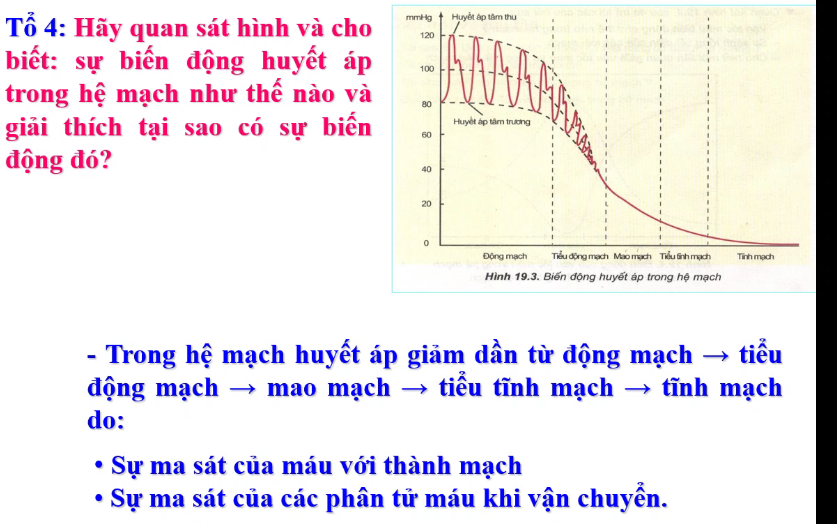 Tổ 4: Hãy quan sát hình và cho
biết: sự biến động huyết áp
trong hệ mạch như thế nào và
giải thích tại sao có sự biến
động đó?
mmHg
Huyết áp tâm thu
120
100
80
Huyết áp tâm trương
60
40
20
0
Động mạch
Tiểu động mạch
Mao mạch
Tiểu tĩnh mạch
Tĩnh mạch
Hình 19.3. Biến động huyết áp trong hệ mạch
- Trong hệ mạch huyết áp giảm dần từ động mạch → tiểu
động mạch → mao mạch → tiểu tĩnh mạch → tĩnh mạch
do:
• Sự ma sát của máu với thành mạch
• Sự ma sát của các phân tử máu khi vận chuyển.